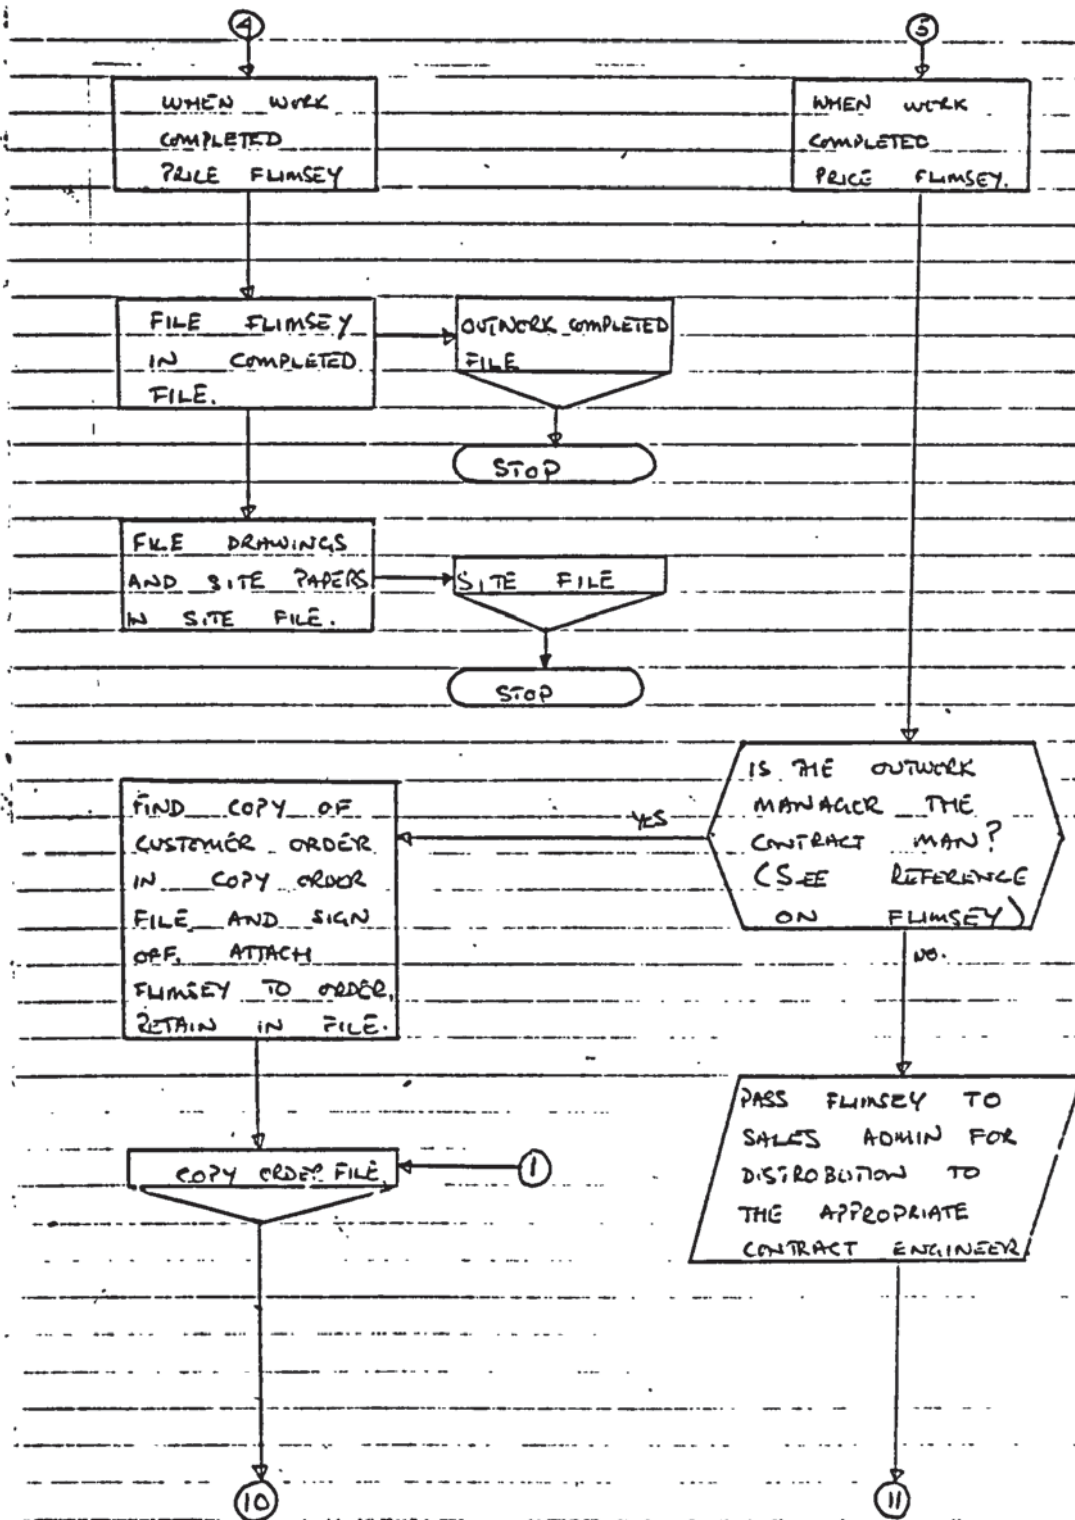 4
WHEN WORK
COMPLETED
PRICE FLIMSEY
FILE FLIMSEY
IN COMPLETED
FILE.
OUTWORK COMPLETED
FILE
STOP
FILE DRAWINGS
AND SITE PAPERS
IN SITE FILE.
SITE FILE
STOP
5
WHEN WORK
COMPLETED
PRICE FLIMSEY.
IS THE OUTWORK
MANAGER THE
CONTRACT MAN?
(SEE REFERENCE
ON FLIMSEY)
YES
NO.
FIND COPY OF
CUSTOMER ORDER
IN COPY ORDER
FILE AND SIGN
OFF. ATTACH
FLIMSEY TO ORDER.
RETAIN IN FILE.
COPY ORDER FILE.
1
10
PASS FLIMSEY TO
SALES ADMIN FOR
DISTROBUTION TO
THE APPROPRIATE
CONTRACT ENGINEER.
11